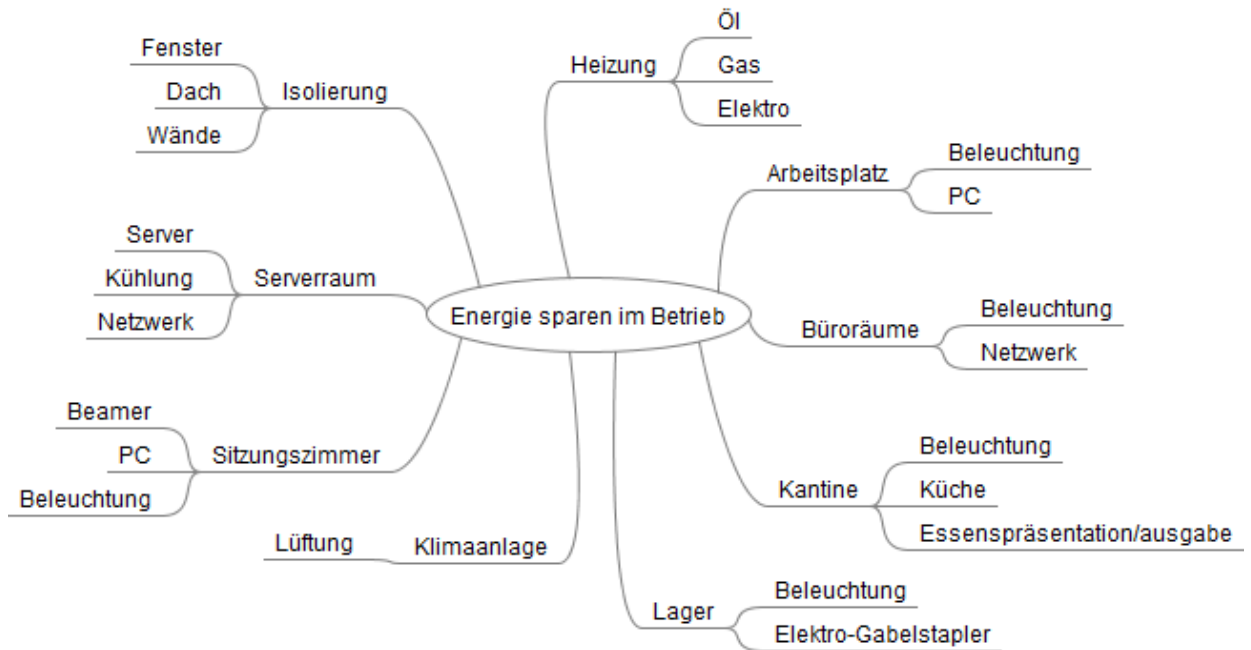 Energie sparen im Betrieb
Heizung
Öl
Gas
Elektro
Arbeitsplatz
Beleuchtung
PC
Büroräume
Beleuchtung
Netzwerk
Kantine
Beleuchtung
Küche
Essenspräsentation/ausgabe
Lager
Beleuchtung
Elektro-Gabelstapler
Klimaanlage
Lüftung
Sitzungszimmer
Beamer
PC
Beleuchtung
Serverraum
Server
Kühlung
Netzwerk
Isolierung
Fenster
Dach
Wände